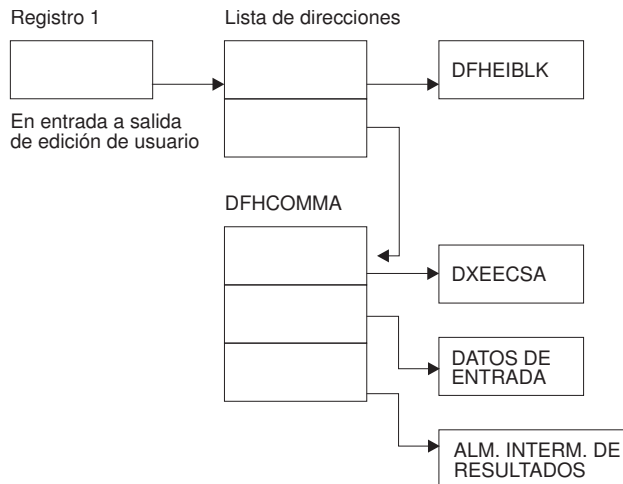 Registro 1
Lista de direcciones
DFHEIBLK
En entrada a salida
de edición de usuario
DFHCOMMA
DXEECSA
DATOS DE
ENTRADA
ALM. INTERM. DE
RESULTADOS